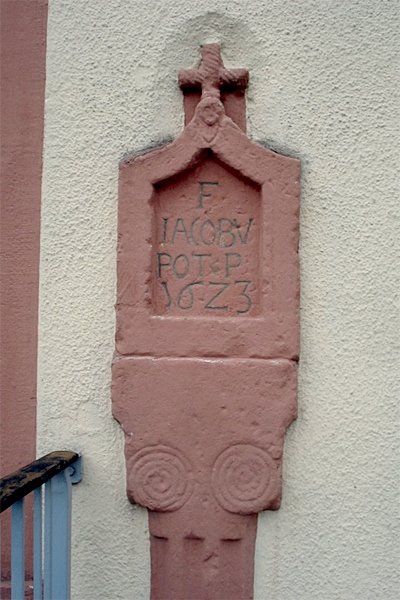 F
IACOBV
POT · P
1623